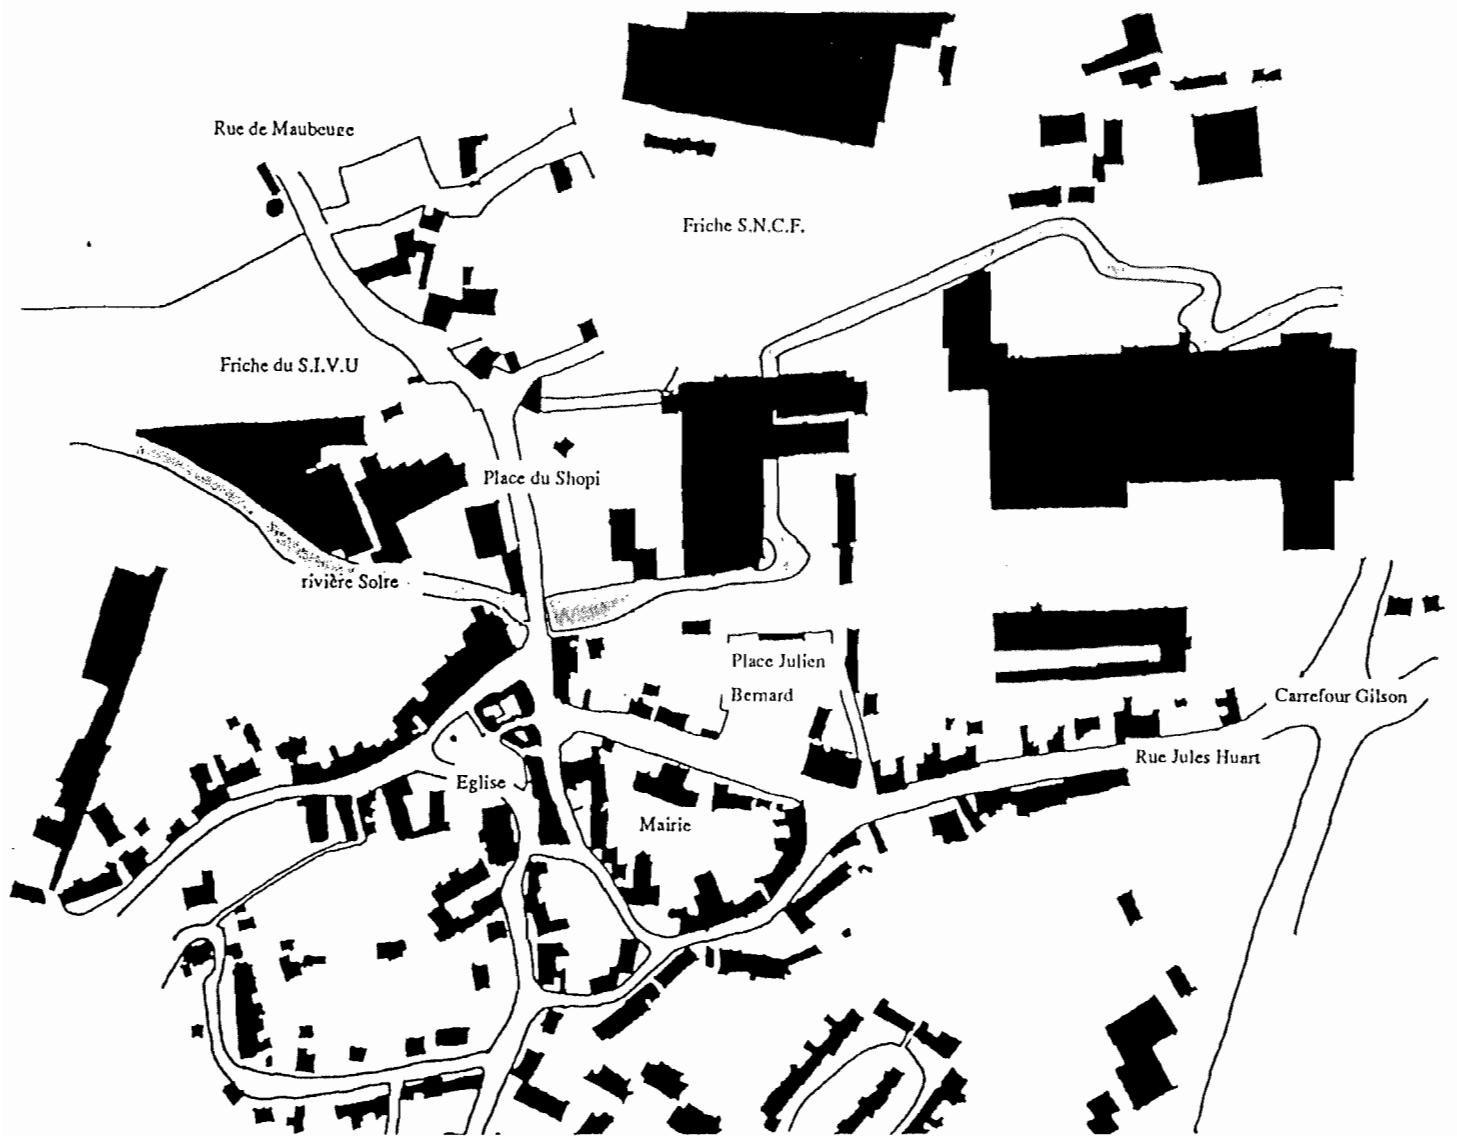 Rue de Maubeuge
Friche S.N.C.F.
Friche du S.I.V.U
Place du Shopi
rivière Solre
Place Julien
Bernard
Carrefour Gilson
Rue Jules Huart
Eglise
Mairie